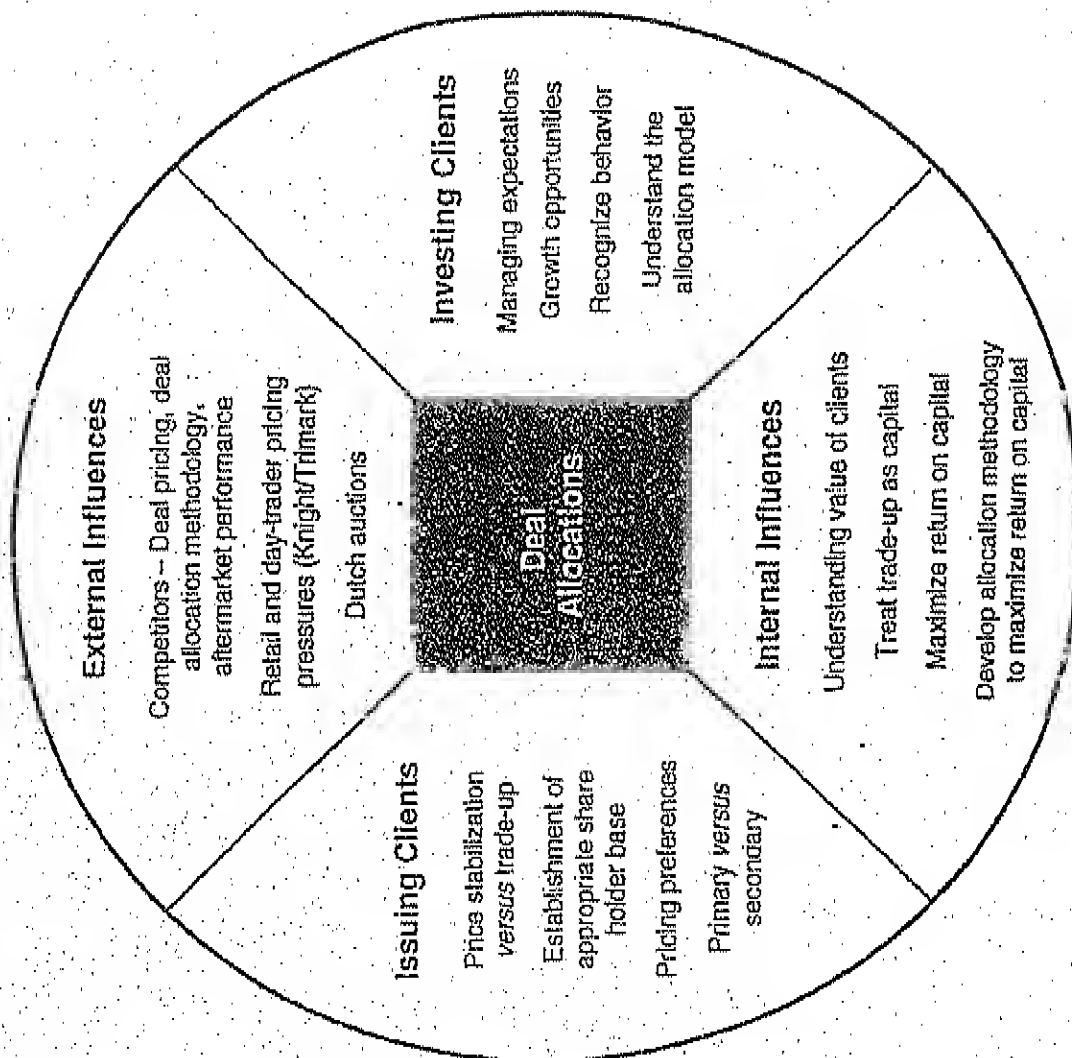 External Influences
Competitors – Deal pricing, deal
allocation methodology,
aftermarket performance
Retail and day-trader pricing
pressures (Knight/Trimark)
Dutch auctions
Issuing Clients
Price stabilization
versus trade-up
Establishment of
appropriate share
holder base
Pricing preferences
Primary versus
secondary
Deal
Allocations
Investing Clients
Managing expectations
Growth opportunities
Recognize behavior
Understand the
allocation model
Internal Influences
Understanding value of clients
Treat trade-up as capital
Maximize return on capital
Develop allocation methodology
to maximize return on capital